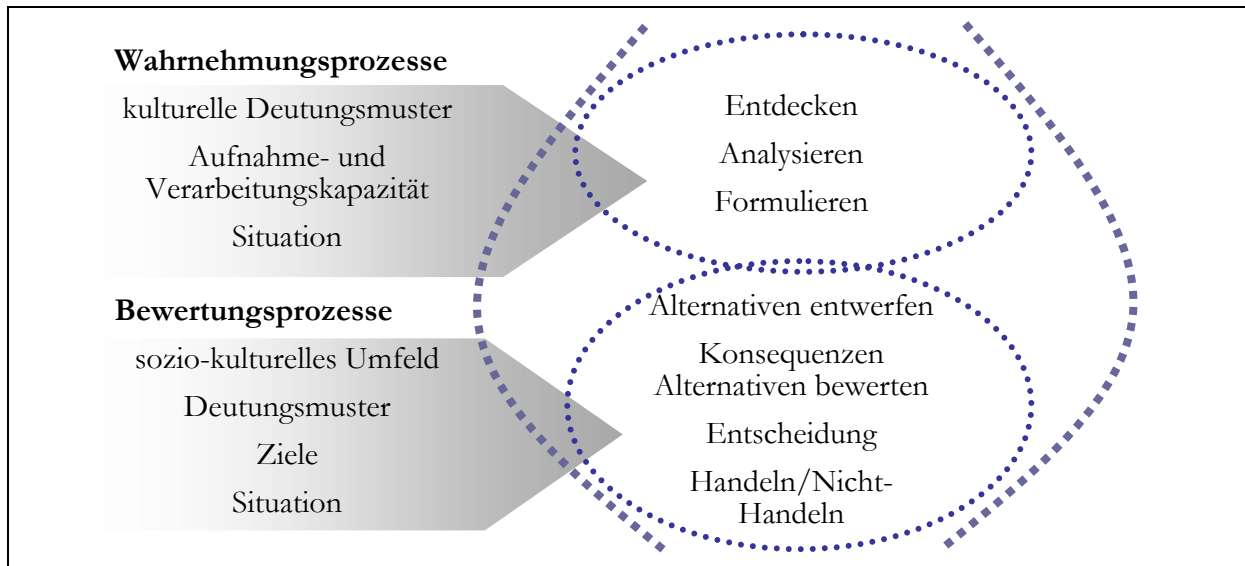 Wahrnehmungsprozesse
kulturelle Deutungsmuster
Aufnahme- und
Verarbeitungskapazität
Situation
Entdecken
Analysieren
Formulieren
Bewertungsprozesse
sozio-kulturelles Umfeld
Deutungsmuster
Ziele
Situation
Alternativen entwerfen
Konsequenzen
Alternativen bewerten
Entscheidung
Handeln/Nicht-
Handeln